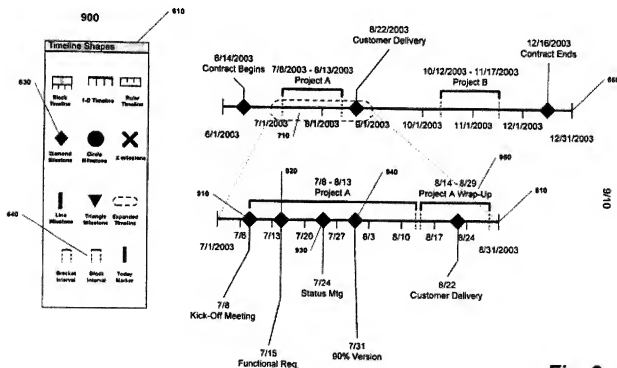 900
610
Timeline Shapes
630
Block Timeline
1-D Timeline
Ruler Timeline
Diamond Milestone
Circle Milestone
X Milestone
Line Milestone
Triangle Milestone
Expanded Timeline
640
Bracket Interval
Block Interval
Today Marker
8/14/2003
Contract Begins
7/8/2003 - 8/13/2003
Project A
8/22/2003
Customer Delivery
10/12/2003 - 11/17/2003
Project B
12/16/2003
Contract Ends
6/1/2003
7/1/2003
8/1/2003
9/1/2003
10/1/2003
11/1/2003
12/1/2003
12/31/2003
710
920
940
910
7/8 - 8/13
Project A
8/14 - 8/29
Project A Wrap-Up
810
7/1/2003
7/6
7/13
7/20
7/27
8/3
8/10
8/17
8/24
8/31/2003
930
7/8
Kick-Off Meeting
7/15
Functional Req.
7/24
Status Mtg
7/31
90% Version
8/22
Customer Delivery
9/10